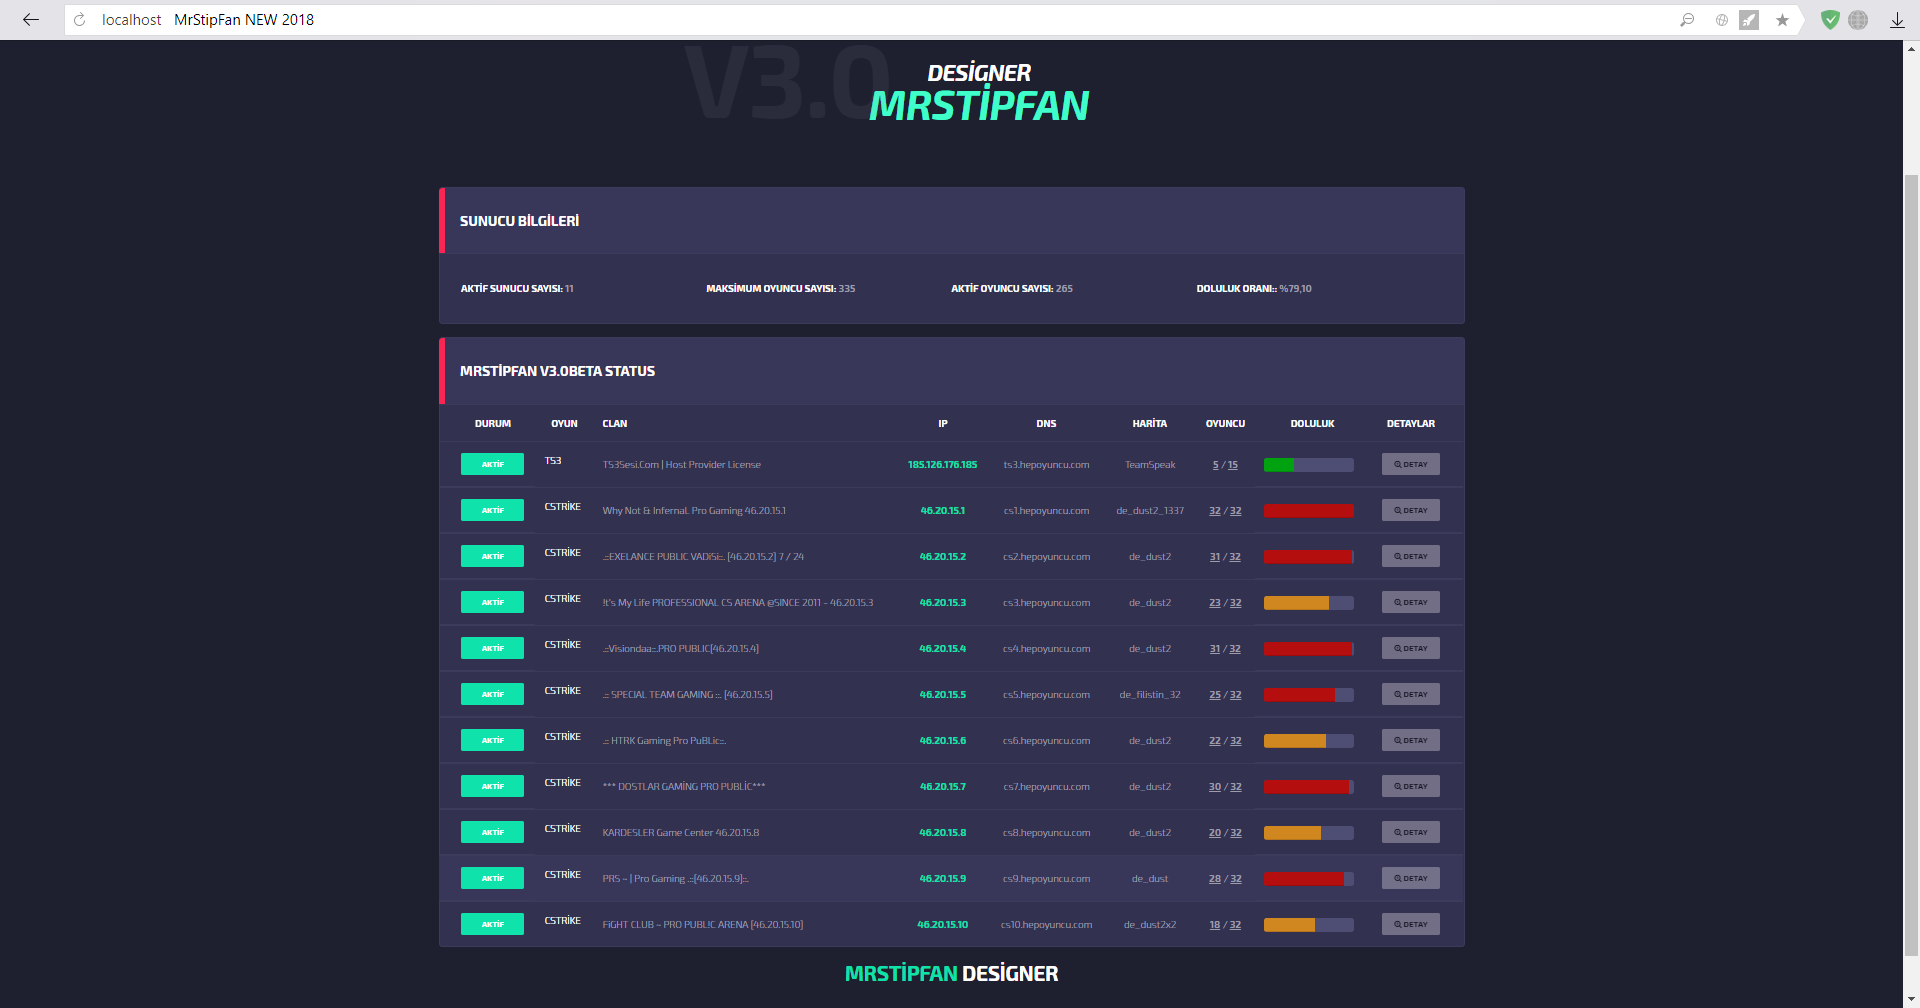 localhost MrStipFan NEW 2018
V3.0
DESİGNER
MRSTİPFAN
SUNUCU BİLGİLERİ
AKTİF SUNUCU SAYISI: 11 MAKSİMUM OYUNCU SAYISI: 335 AKTİF OYUNCU SAYISI: 265 DOLULUK ORANI:: %79,10
MRSTİPFAN V3.0BETA STATUS
DURUM OYUN CLAN IP DNS HARİTA OYUNCU DOLULUK DETAYLAR
AKTİF TS3 TS3Sesi.Com | Host Provider License 185.126.176.185 ts3.hepoyuncu.com TeamSpeak 5 / 15 DETAY
AKTİF CSTRİKE Why Not & Infernal. Pro Gaming 46.20.15.1 46.20.15.1 cs1.hepoyuncu.com de_dust2_1337 32 / 32 DETAY
AKTİF CSTRİKE .::EXELANCE PUBLIC VADiSi::. [46.20.15.2] 7 / 24 46.20.15.2 cs2.hepoyuncu.com de_dust2 31 / 32 DETAY
AKTİF CSTRİKE !t's My Life PROFESSIONAL CS ARENA @SINCE 2011 - 46.20.15.3 46.20.15.3 cs3.hepoyuncu.com de_dust2 23 / 32 DETAY
AKTİF CSTRİKE .::Visiondaa::.PRO PUBLIC[46.20.15.4] 46.20.15.4 cs4.hepoyuncu.com de_dust2 31 / 32 DETAY
AKTİF CSTRİKE .:: SPECIAL TEAM GAMING ::. [46.20.15.5] 46.20.15.5 cs5.hepoyuncu.com de_filistin_32 25 / 32 DETAY
AKTİF CSTRİKE .:: HTRK Gaming Pro PuBLic::. 46.20.15.6 cs6.hepoyuncu.com de_dust2 22 / 32 DETAY
AKTİF CSTRİKE *** DOSTLAR GAMİNG PRO PUBLİC*** 46.20.15.7 cs7.hepoyuncu.com de_dust2 30 / 32 DETAY
AKTİF CSTRİKE KARDESLER Game Center 46.20.15.8 46.20.15.8 cs8.hepoyuncu.com de_dust2 20 / 32 DETAY
AKTİF CSTRİKE PRS ~ | Pro Gaming .::[46.20.15.9]::. 46.20.15.9 cs9.hepoyuncu.com de_dust 28 / 32 DETAY
AKTİF CSTRİKE FiGHT CLUB ~ PRO PUBL!C ARENA [46.20.15.10] 46.20.15.10 cs10.hepoyuncu.com de_dust2x2 18 / 32 DETAY
MRSTİPFAN DESİGNER